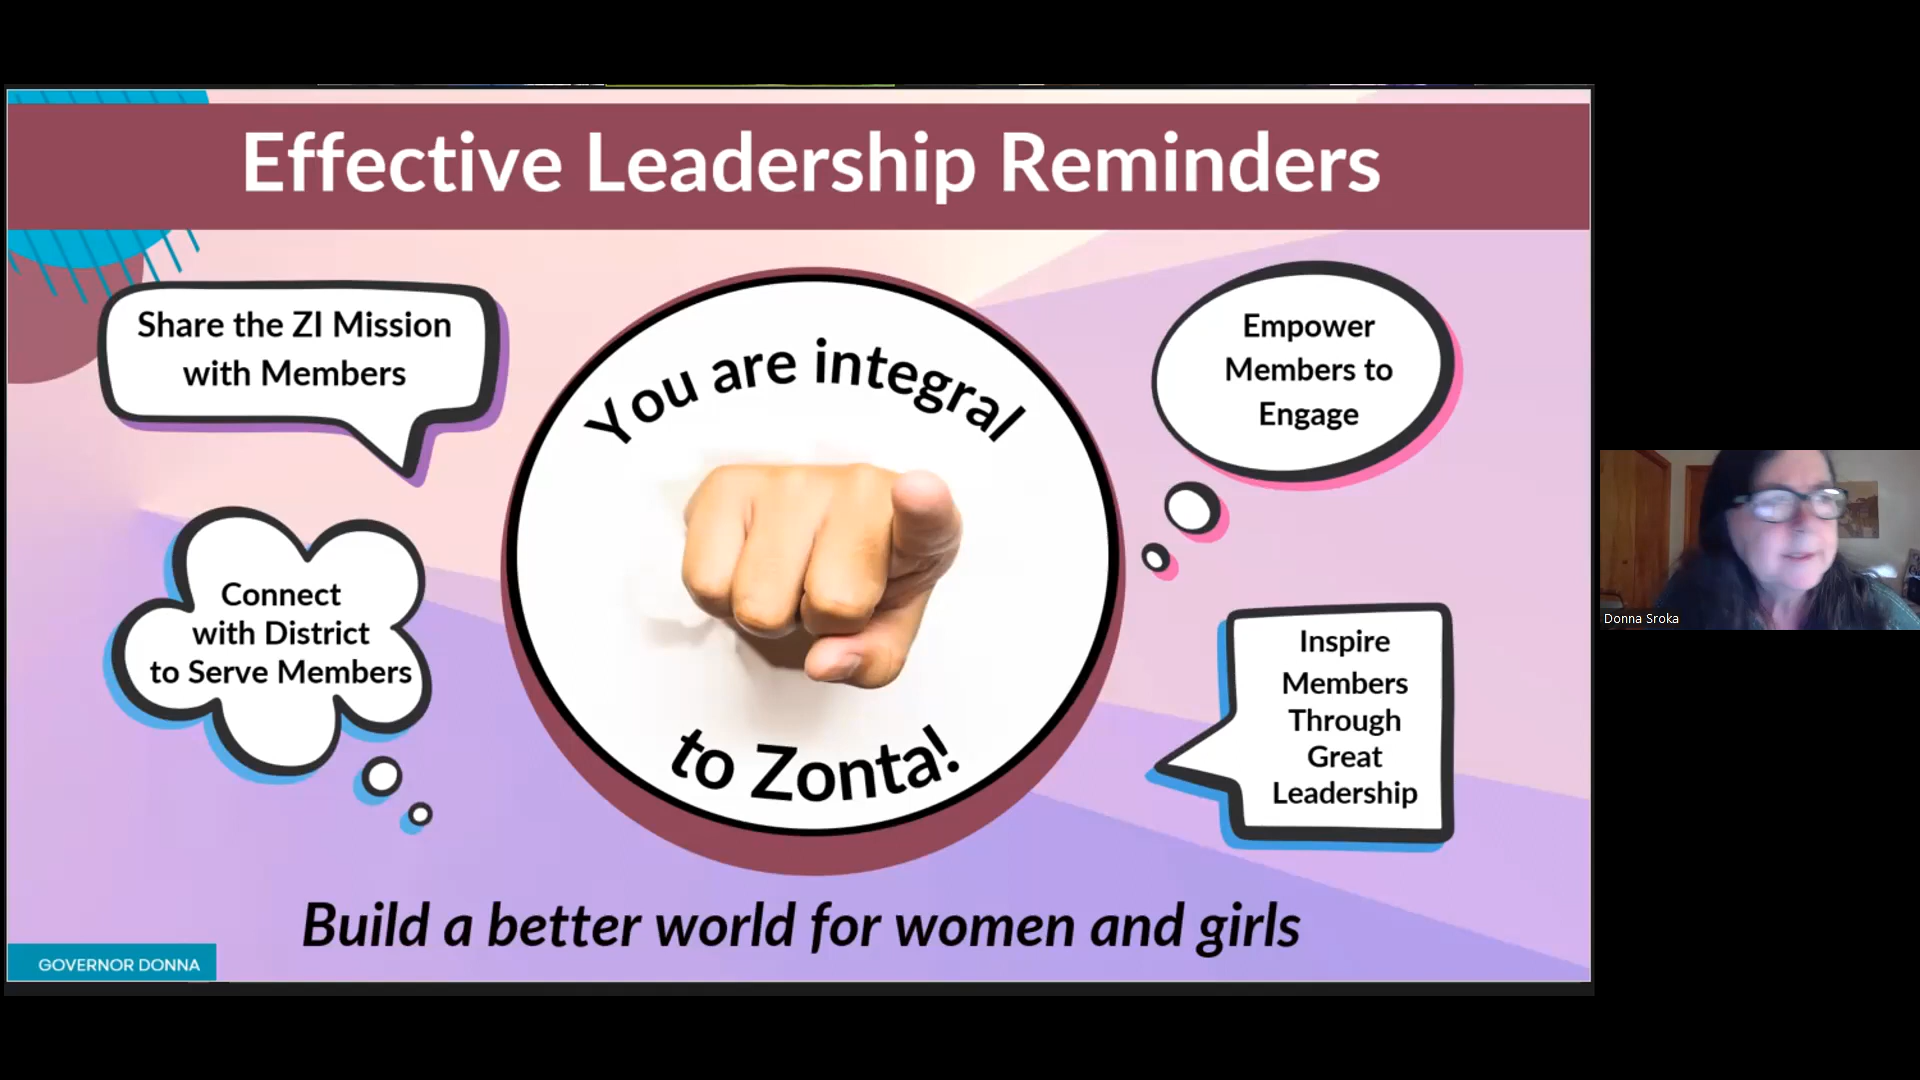 Effective Leadership Reminders
Share the ZI Mission
with Members
Connect
with District
to Serve Members
You are integral
to Zonta!
Empower
Members to
Engage
Inspire
Members
Through
Great
Leadership
Build a better world for women and girls
GOVERNOR DONNA
Donna Sroka